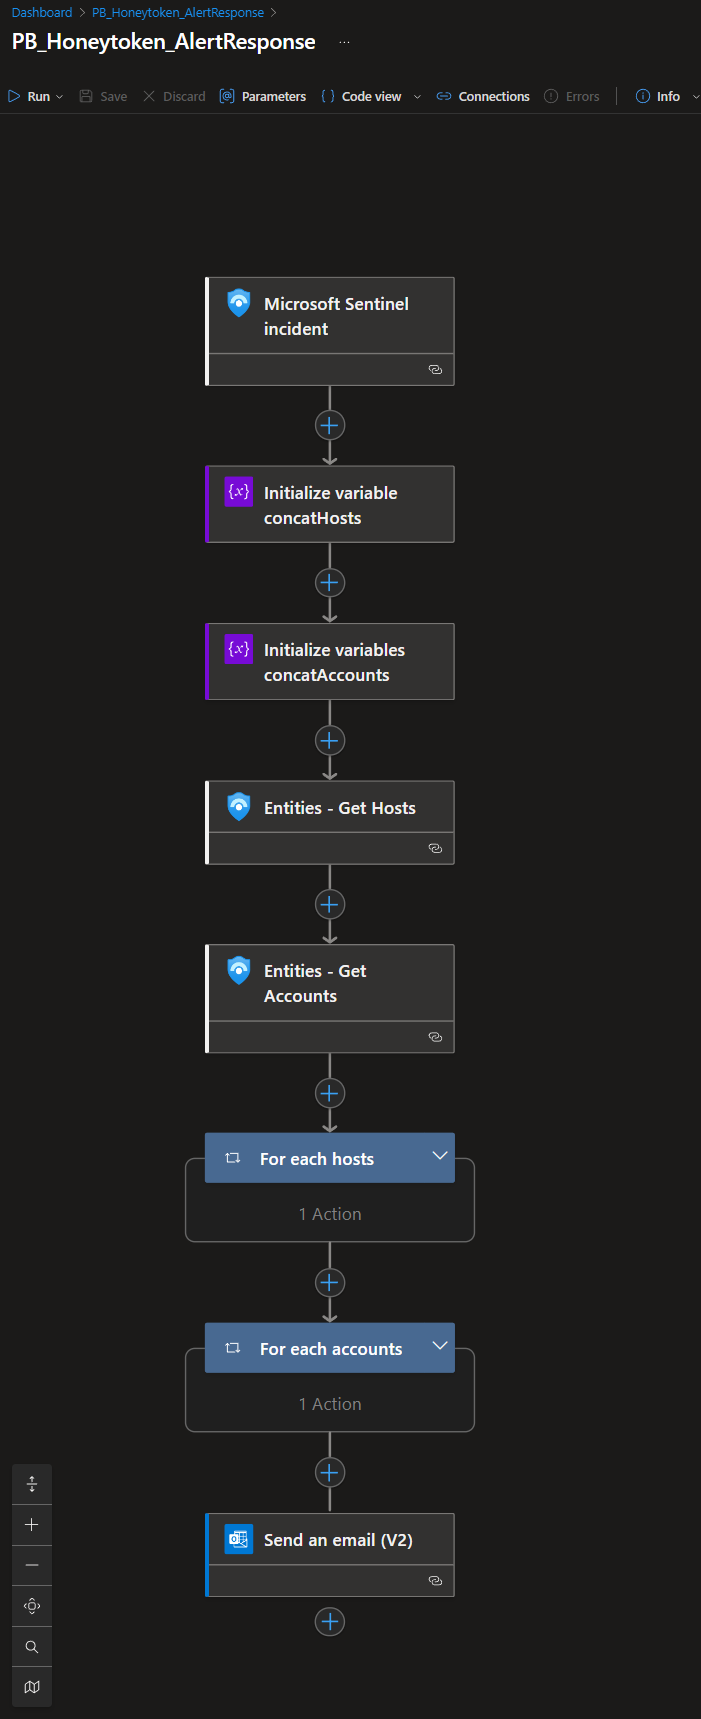 Dashboard > PB_Honeytoken_AlertResponse >
PB_Honeytoken_AlertResponse ...
Run Save Discard Parameters Code view Connections Errors Info
Microsoft Sentinel
incident
{x} Initialize variable
concatHosts
{x} Initialize variables
concatAccounts
Entities - Get Hosts
Entities - Get
Accounts
For each hosts
1 Action
For each accounts
1 Action
Send an email (V2)